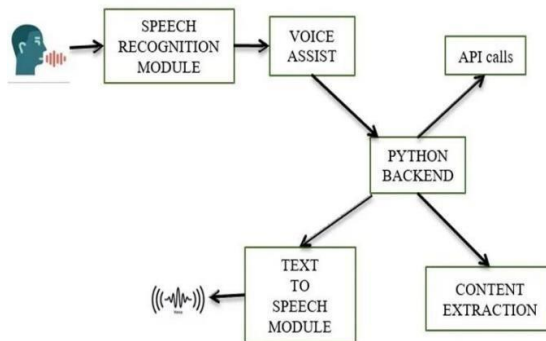 SPEECH
RECOGNITION
MODULE
VOICE
ASSIST
API calls
PYTHON
BACKEND
TEXT
TO
SPEECH
MODULE
CONTENT
EXTRACTION